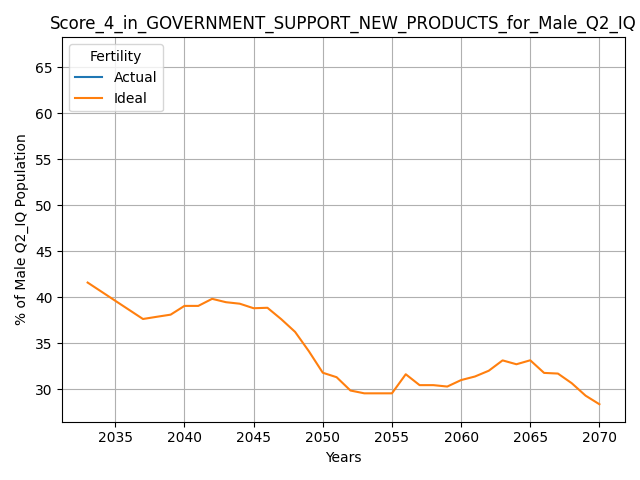 Score_4_in_GOVERNMENT_SUPPORT_NEW_PRODUCTS_for_Male_Q2_IQ
Fertility
Actual
Ideal
65
60
55
50
45
40
35
30
% of Male Q2_IQ Population
2035
2040
2045
2050
2055
2060
2065
2070
Years